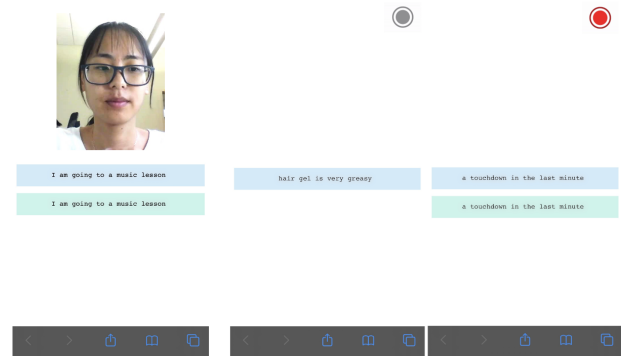 I am going to a music lesson
I am going to a music lesson
hair gel is very greasy
a touchdown in the last minute
a touchdown in the last minute